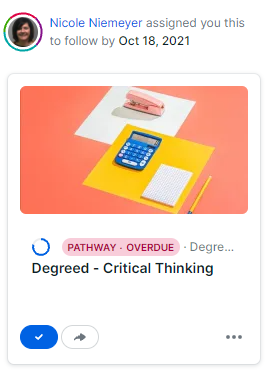 Nicole Niemeyer assigned you this
to follow by Oct 18, 2021
PATHWAY · OVERDUE · Degre...
Degreed - Critical Thinking